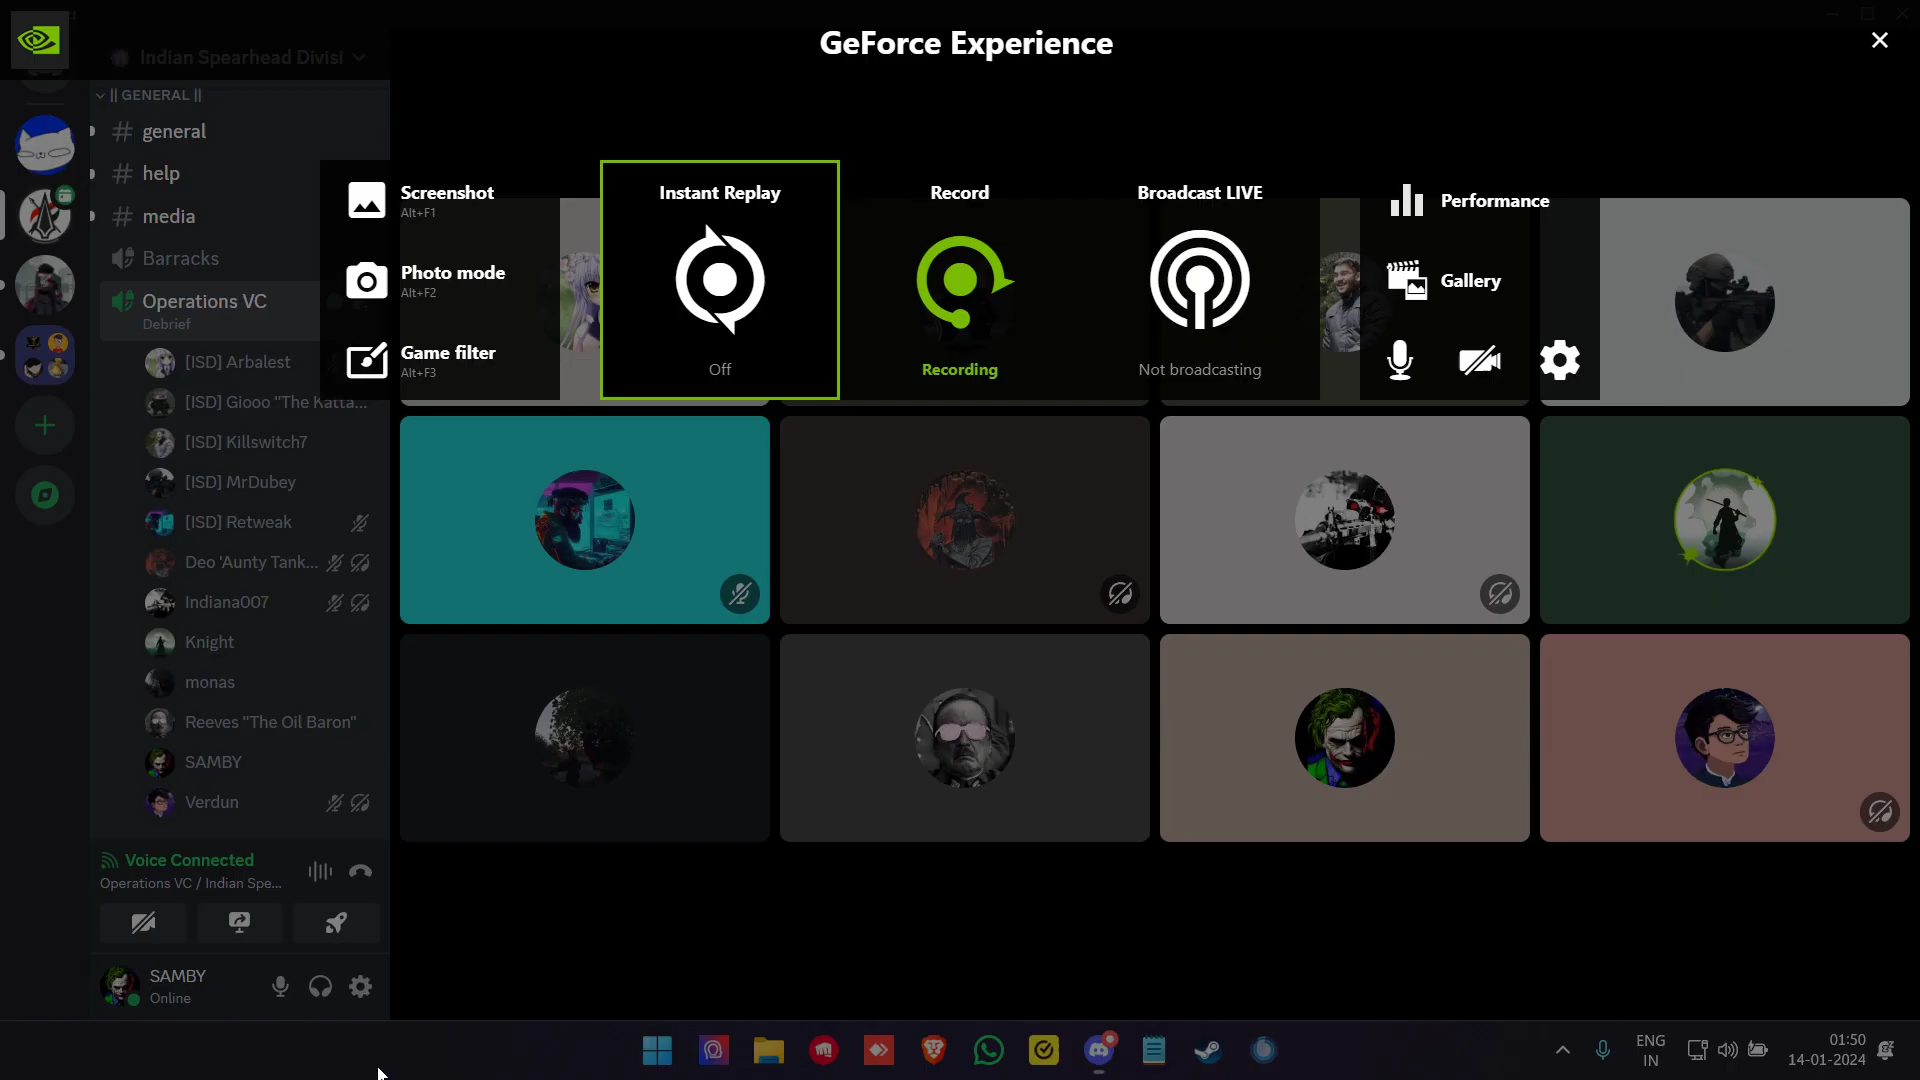 GeForce Experience
Indian Spearhead Divisi
|| GENERAL ||
general
help
media
Barracks
Operations VC
Debrief
[ISD] Arbalest
[ISD] Giooo "The Katta...
[ISD] Killswitch7
[ISD] MrDubey
[ISD] Retweak
Deo 'Aunty Tank...
Indiana007
Knight
monas
Reeves "The Oil Baron"
SAMBY
Verdun
Voice Connected
Operations VC / Indian Spe...
SAMBY
Online
Screenshot
Alt+F1
Photo mode
Alt+F2
Game filter
Alt+F3
Instant Replay
Off
Record
Recording
Broadcast LIVE
Not broadcasting
Performance
Gallery
ENG
IN
01:50
14-01-2024